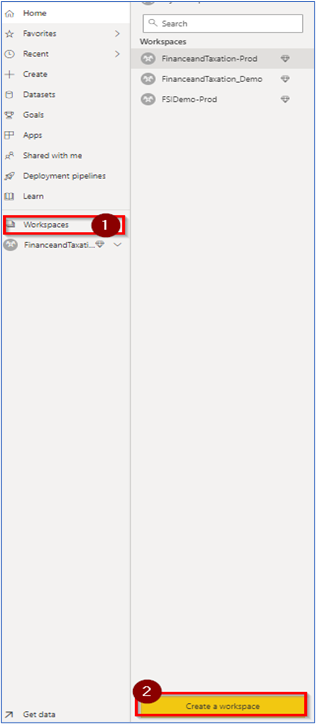 Home
Favorites
Recent
Create
Datasets
Goals
Apps
Shared with me
Deployment pipelines
Learn
Workspaces 1
FinanceandTaxati...
Get data
Search
Workspaces
FinanceandTaxation-Prod
FinanceandTaxation_Demo
FSIDemo-Prod
2
Create a workspace